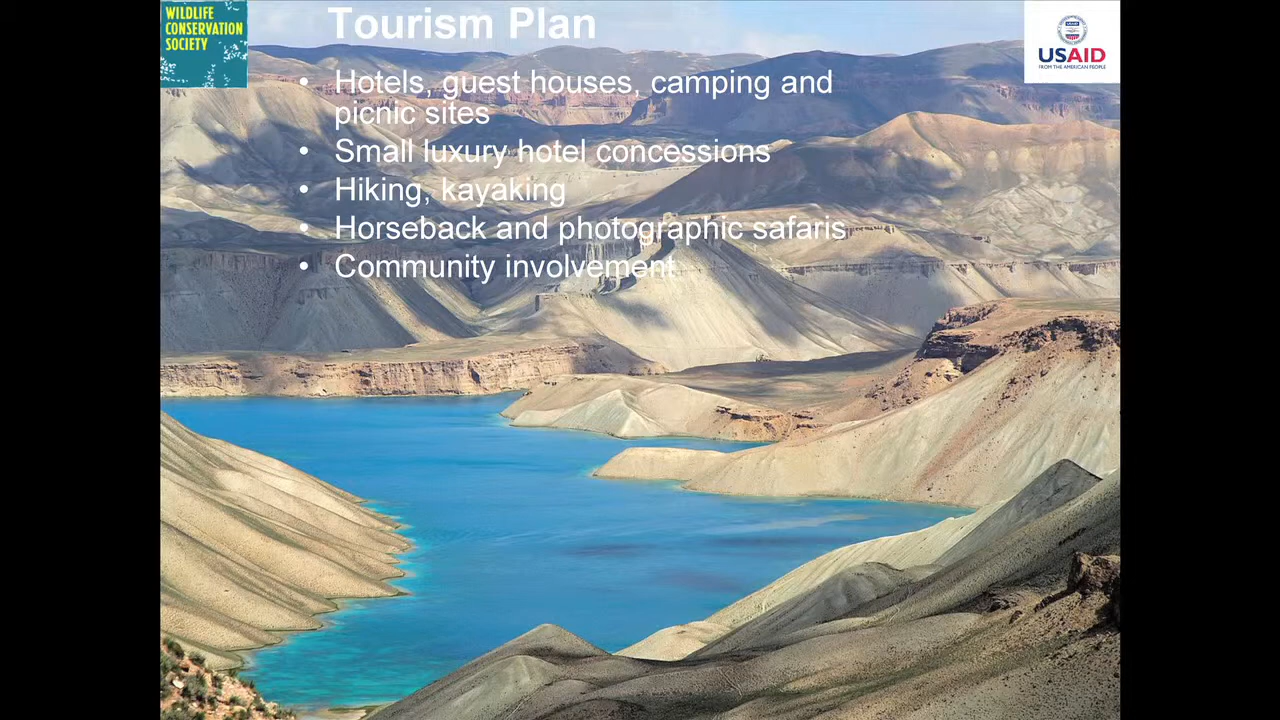 WILDLIFE
CONSERVATION
SOCIETY
Tourism Plan
USAID
FROM THE AMERICAN PEOPLE
• Hotels, guest houses, camping and
picnic sites
• Small luxury hotel concessions
• Hiking, kayaking
• Horseback and photographic safaris
• Community involvement